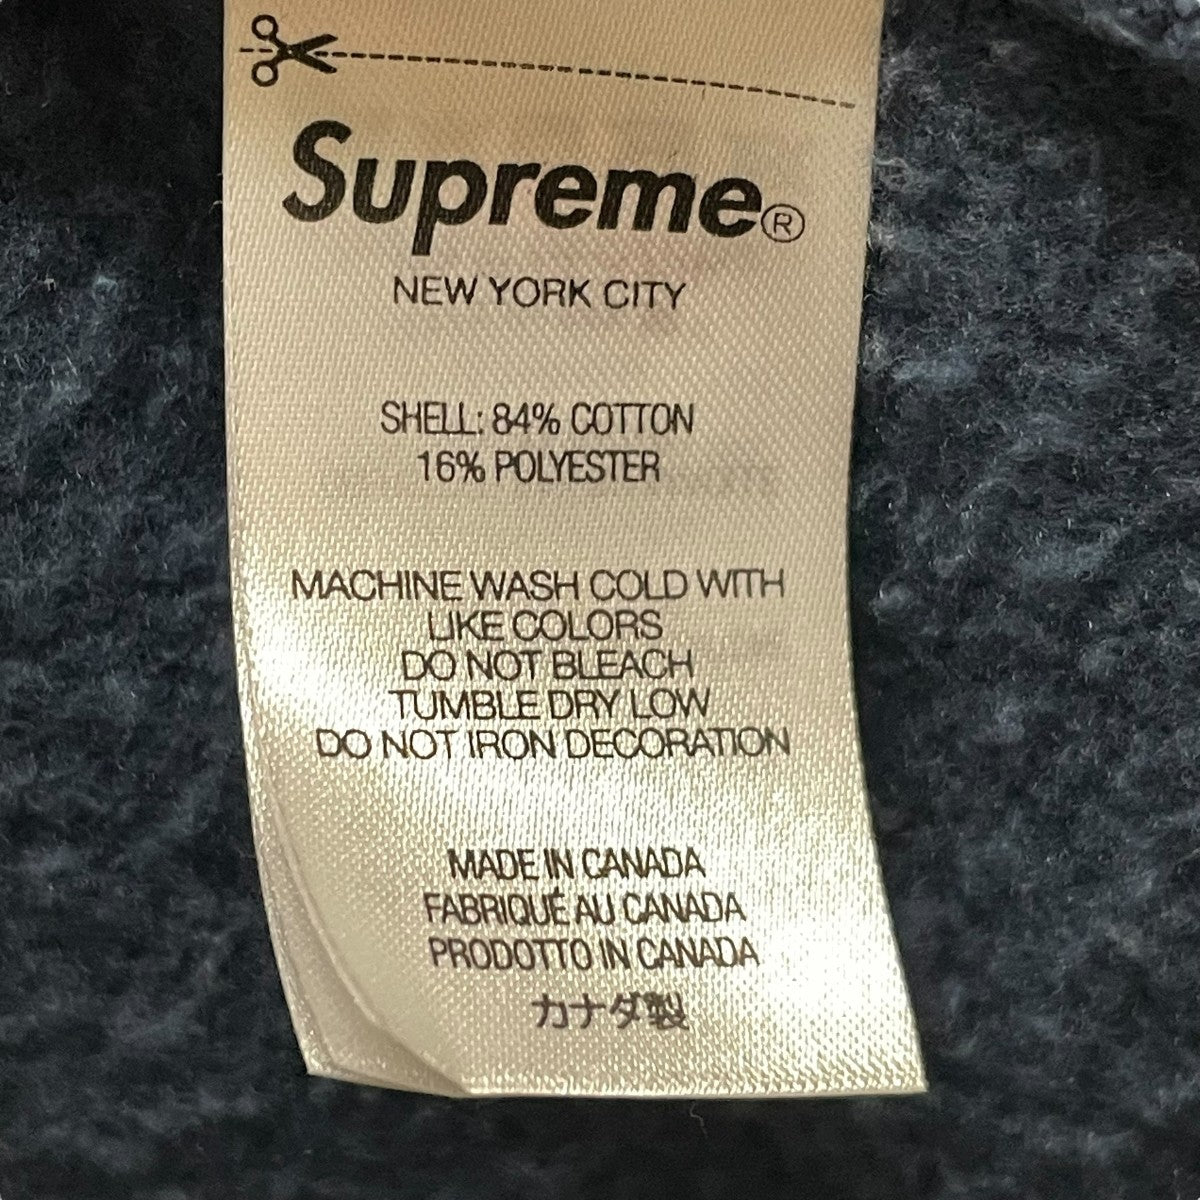 Supreme®
NEW YORK CITY
SHELL: 84% COTTON
16% POLYESTER
MACHINE WASH COLD WITH
LIKE COLORS
DO NOT BLEACH
TUMBLE DRY LOW
DO NOT IRON DECORATION
MADE IN CANADA
FABRIQUÉ AU CANADA
PRODOTTO IN CANADA
カナダ製